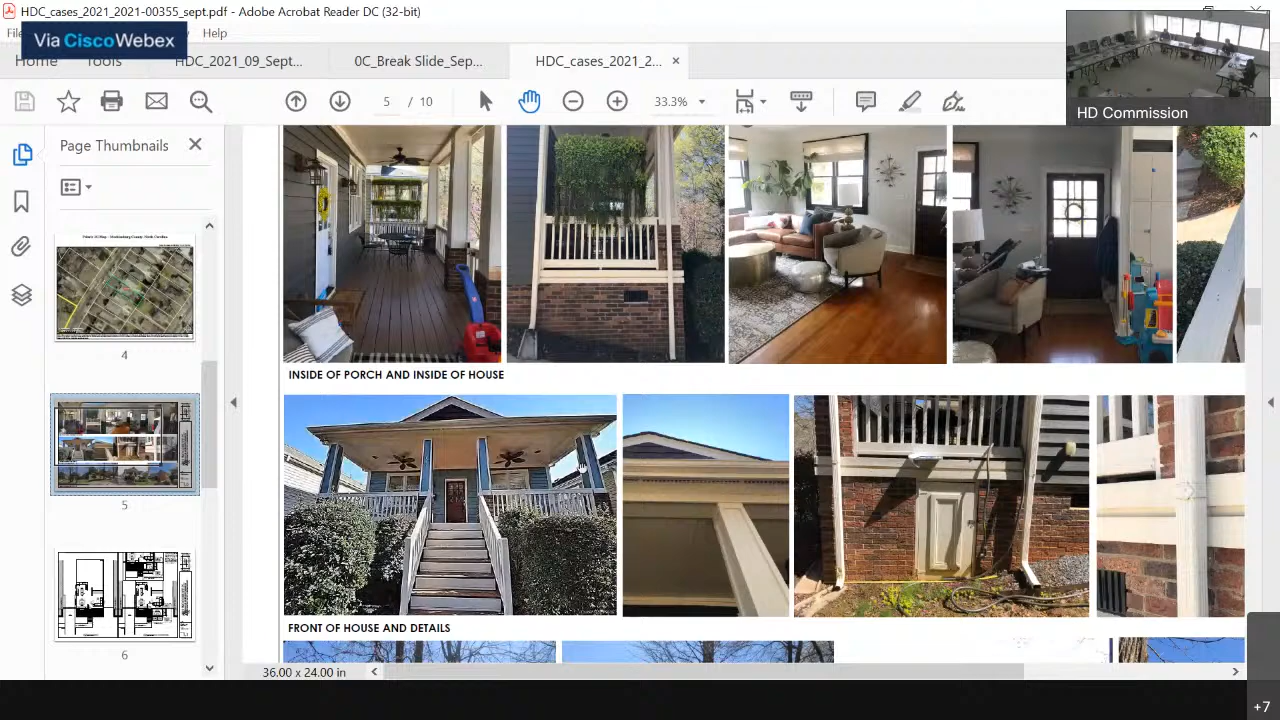 HDC_cases_2021_2021-00355_sept.pdf - Adobe Acrobat Reader DC (32-bit)
Help
Via CiscoWebex
Home
Tools
HDC_2021_09_Sept...
0C_Break Slide_Sep...
HDC_cases_2021_2... ×
5 / 10
33.3%
HD Commission
Page Thumbnails
4
5
6
INSIDE OF PORCH AND INSIDE OF HOUSE
FRONT OF HOUSE AND DETAILS
36.00 x 24.00 in
+7